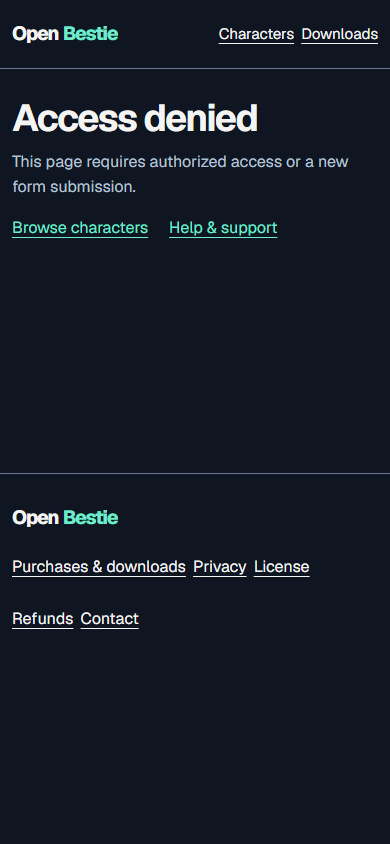 Open Bestie
Characters Downloads
Access denied
This page requires authorized access or a new
form submission.
Browse characters Help & support
Open Bestie
Purchases & downloads Privacy License
Refunds Contact